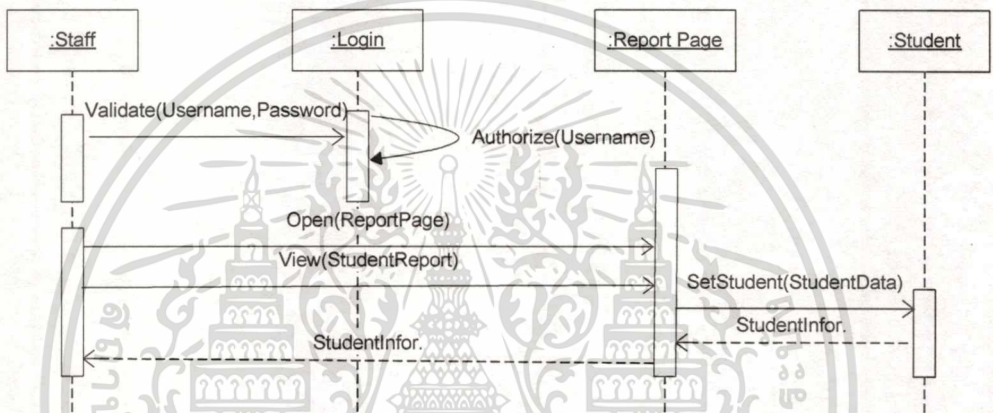 :Staff
:Login
:Report Page
:Student
Validate(Username,Password)
Authorize(Username)
Open(ReportPage)
View(StudentReport)
SetStudent(StudentData)
StudentInfor.
StudentInfor.